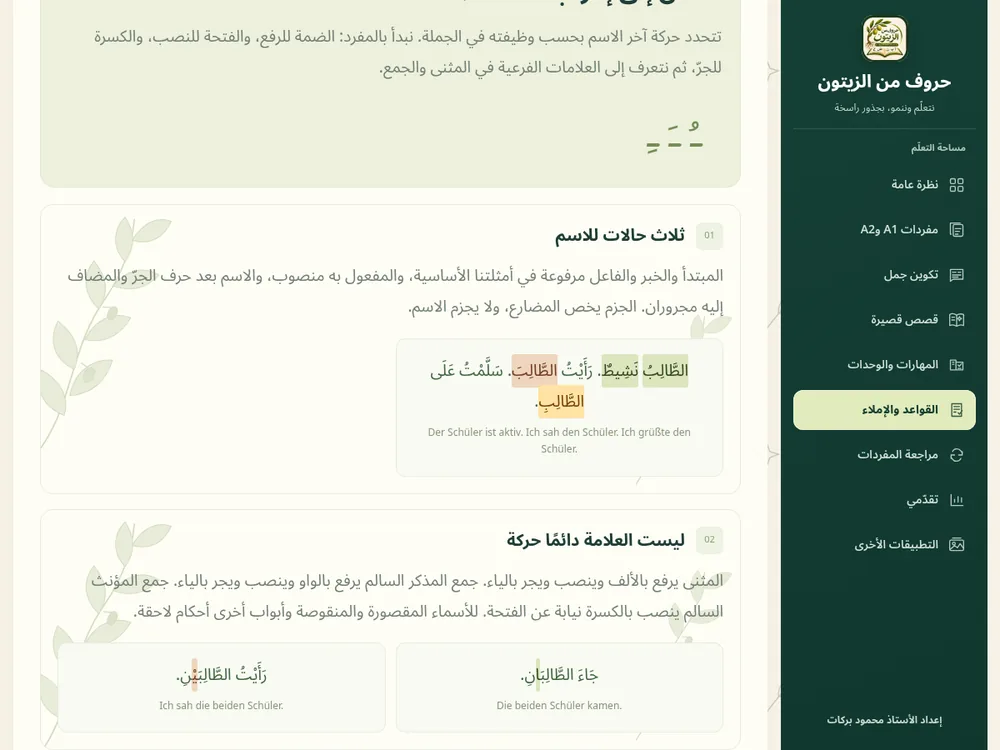 حروف من الزيتون
نتعلّم وننمو، بجذور راسخة
مساحة التعلّم
نظرة عامة
مفردات A1 وA2
تكوين جمل
قصص قصيرة
المهارات والوحدات
القواعد والإملاء
مراجعة المفردات
تقدّمي
التطبيقات الأخرى
إعداد الأستاذ محمود بركات
تتحدد حركة آخر الاسم بحسب وظيفته في الجملة. نبدأ بالمفرد: الضمة للرفع، والفتحة للنصب، والكسرة
للجرّ، ثم نتعرف إلى العلامات الفرعية في المثنى والجمع.
ـُ ـَ ـِ
01
ثلاث حالات للاسم
المبتدأ والخبر والفاعل مرفوعة في أمثلتنا الأساسية، والمفعول به منصوب، والاسم بعد حرف الجرّ والمضاف
إليه مجروران. الجزم يخص المضارع، ولا يجزم الاسم.
الطَّالِبُ نَشِيطٌ. رَأَيْتُ الطَّالِبَ. سَلَّمْتُ عَلَى
الطَّالِبِ.
Der Schüler ist aktiv. Ich sah den Schüler. Ich grüßte den
Schüler.
02
ليست العلامة دائمًا حركة
المثنى يرفع بالألف وينصب ويجر بالياء. جمع المذكر السالم يرفع بالواو وينصب ويجر بالياء. جمع المؤنث
السالم ينصب بالكسرة نيابة عن الفتحة. للأسماء المقصورة والمنقوصة وأبواب أخرى أحكام لاحقة.
جَاءَ الطَّالِبَانِ.
Die beiden Schüler kamen.
رَأَيْتُ الطَّالِبَيْنِ.
Ich sah die beiden Schüler.